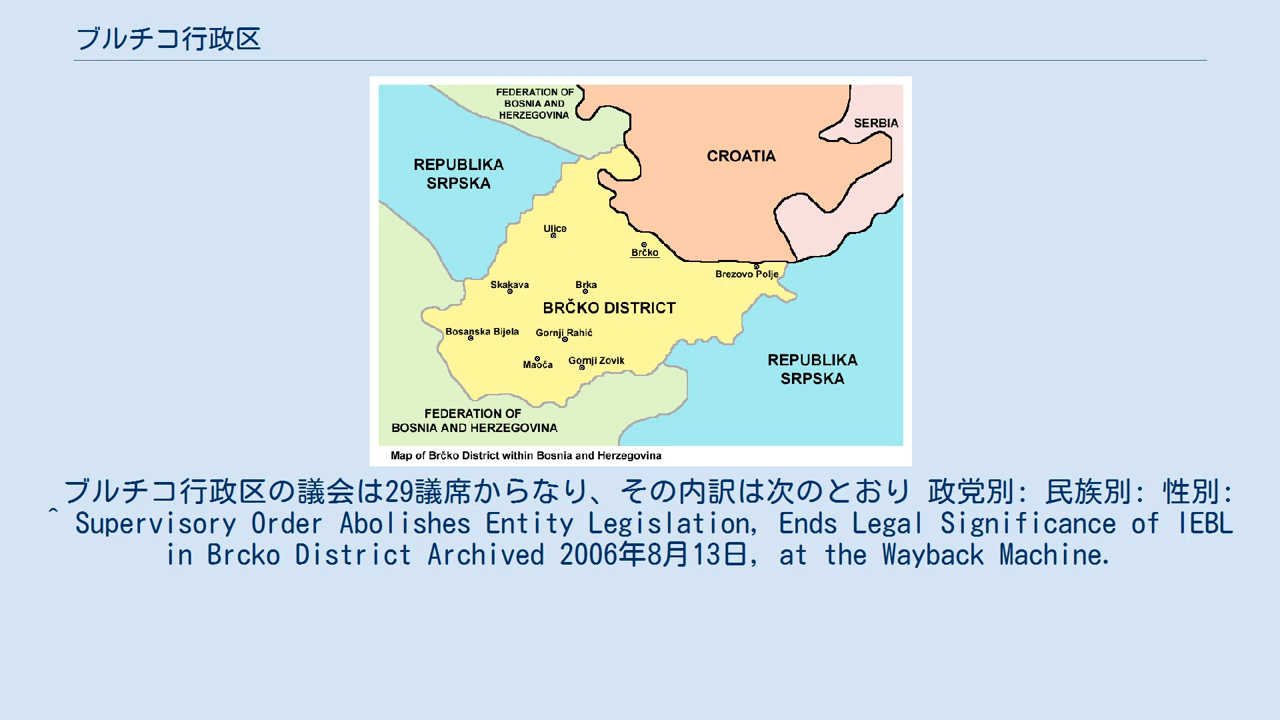 ブルチコ行政区
FEDERATION OF
BOSNIA AND
HERZEGOVINA
SERBIA
CROATIA
REPUBLIKA
SRPSKA
Ulice
Brčko
Brezovo Polje
Skakava
Brka
BRČKO DISTRICT
Bosanska Bijela
Gornji Rahić
Maoča
Gornji Zovik
REPUBLIKA
SRPSKA
FEDERATION OF
BOSNIA AND HERZEGOVINA
Map of Brčko District within Bosnia and Herzegovina
ブルチコ行政区の議会は29議席からなり、その内訳は次のとおり 政党別: 民族別: 性別:
^ Supervisory Order Abolishes Entity Legislation, Ends Legal Significance of IEBL
in Brcko District Archived 2006年8月13日, at the Wayback Machine.